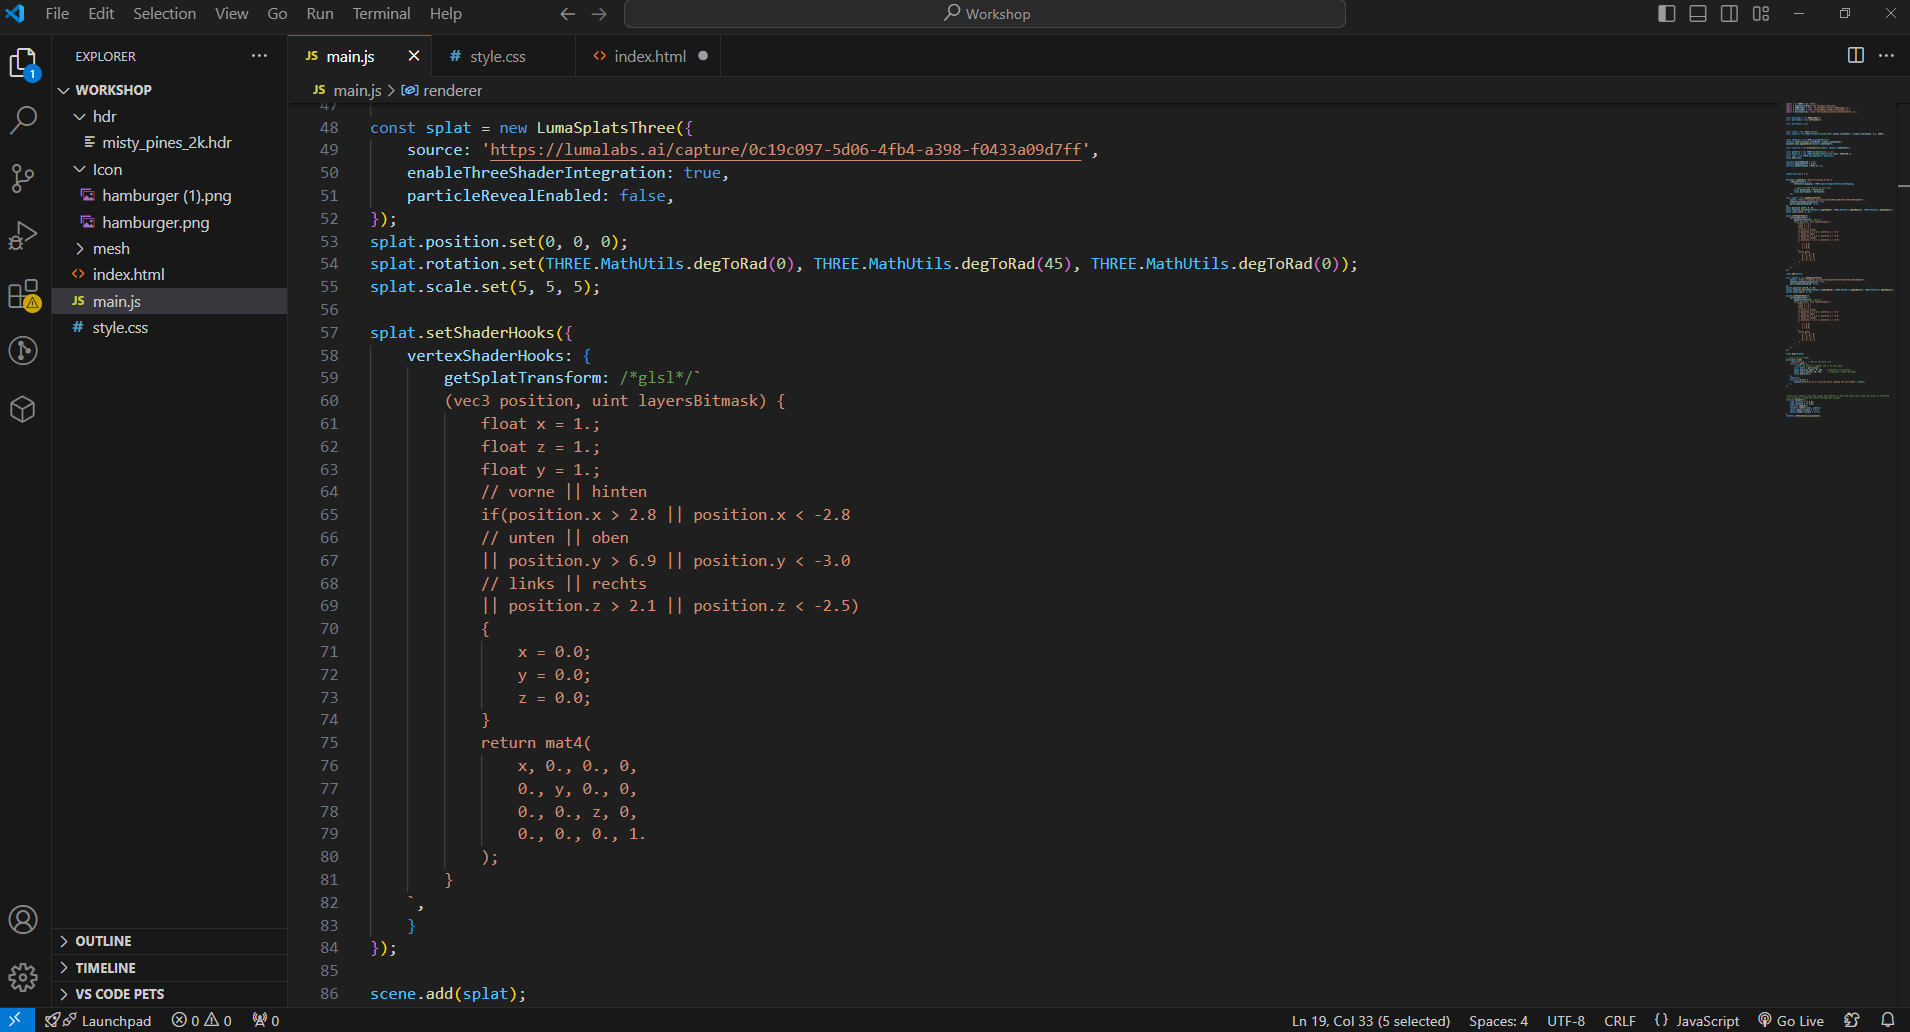 File Edit Selection View Go Run Terminal Help
Workshop
EXPLORER
1
WORKSHOP
hdr
misty_pines_2k.hdr
Icon
hamburger (1).png
hamburger.png
mesh
index.html
JS main.js
# style.css
OUTLINE
TIMELINE
VS CODE PETS
JS main.js
# style.css
<> index.html
JS main.js > renderer
47
48 const splat = new LumaSplatsThree({
49 source: 'https://lumalabs.ai/capture/0c19c097-5d06-4fb4-a398-f0433a09d7ff',
50 enableThreeShaderIntegration: true,
51 particleRevealEnabled: false,
52 });
53 splat.position.set(0, 0, 0);
54 splat.rotation.set(THREE.MathUtils.degToRad(0), THREE.MathUtils.degToRad(45), THREE.MathUtils.degToRad(0));
55 splat.scale.set(5, 5, 5);
56
57 splat.setShaderHooks({
58 vertexShaderHooks: {
59 getSplatTransform: /*glsl*/`
60 (vec3 position, uint layersBitmask) {
61 float x = 1.;
62 float z = 1.;
63 float y = 1.;
64 // vorne || hinten
65 if(position.x > 2.8 || position.x < -2.8
66 // unten || oben
67 || position.y > 6.9 || position.y < -3.0
68 // links || rechts
69 || position.z > 2.1 || position.z < -2.5)
70 {
71 x = 0.0;
72 y = 0.0;
73 z = 0.0;
74 }
75 return mat4(
76 x, 0., 0., 0,
77 0., y, 0., 0,
78 0., 0., z, 0,
79 0., 0., 0., 1.
80 );
81 }
82 `,
83 }
84 });
85
86 scene.add(splat);
Launchpad 0 0 0
Ln 19, Col 33 (5 selected) Spaces: 4 UTF-8 CRLF {} JavaScript Go Live